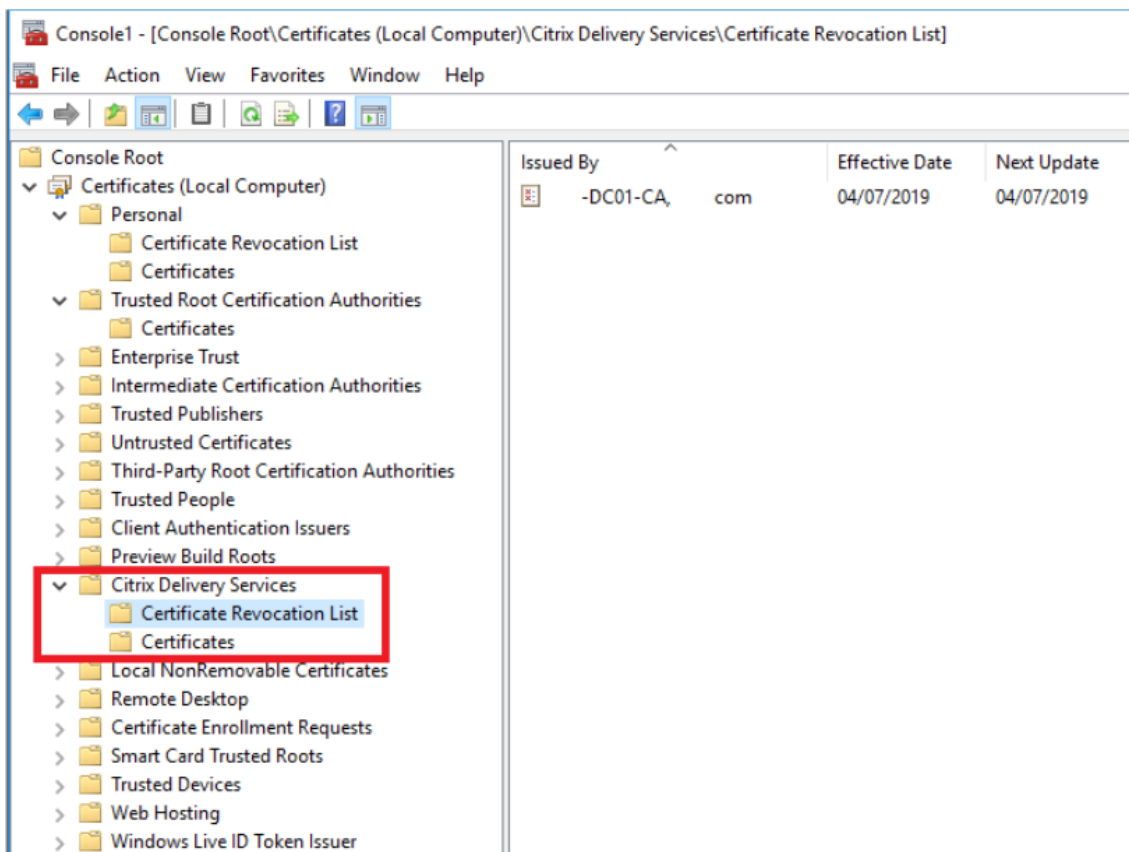 Console1 - [Console Root\Certificates (Local Computer)\Citrix Delivery Services\Certificate Revocation List]
File Action View Favorites Window Help
Console Root
Certificates (Local Computer)
Personal
Certificate Revocation List
Certificates
Trusted Root Certification Authorities
Certificates
Enterprise Trust
Intermediate Certification Authorities
Trusted Publishers
Untrusted Certificates
Third-Party Root Certification Authorities
Trusted People
Client Authentication Issuers
Preview Build Roots
Citrix Delivery Services
Certificate Revocation List
Certificates
Local NonRemovable Certificates
Remote Desktop
Certificate Enrollment Requests
Smart Card Trusted Roots
Trusted Devices
Web Hosting
Windows Live ID Token Issuer
Issued By Effective Date Next Update
-DC01-CA, com 04/07/2019 04/07/2019